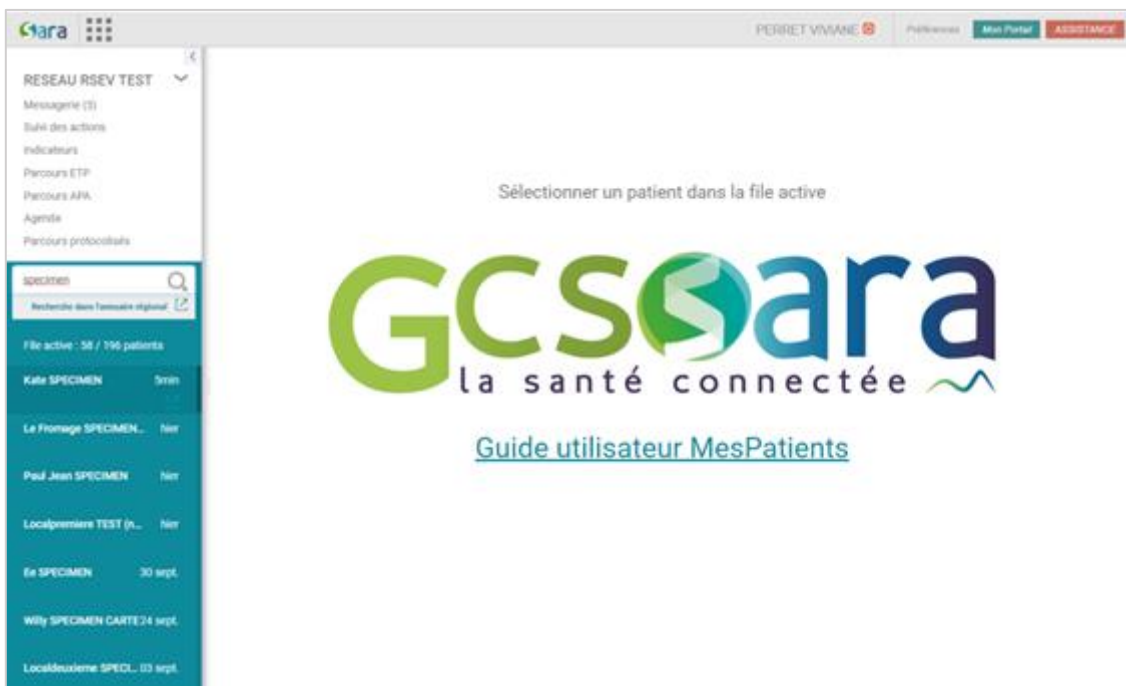 sara
PERRET VIVIANE
Préférences
Mon Portail
ASSISTANCE
RESEAU RSEV TEST
Messagerie (3)
Suivi des actions
Indicateurs
Parcours ETP
Parcours APA
Agenda
Parcours protocolisés
specimen
Recherche dans l'annuaire régional
File active : 58 / 196 patients
Kate SPECIMEN 5min
Le Fromage SPECIMEN... hier
Paul Jean SPECIMEN hier
Localpremiere TEST (n... hier
Ee SPECIMEN 30 sept.
Willy SPECIMEN CARTE 24 sept.
Localdeuxieme SPECI... 03 sept.
Sélectionner un patient dans la file active
GCS sara
la santé connectée
Guide utilisateur MesPatients